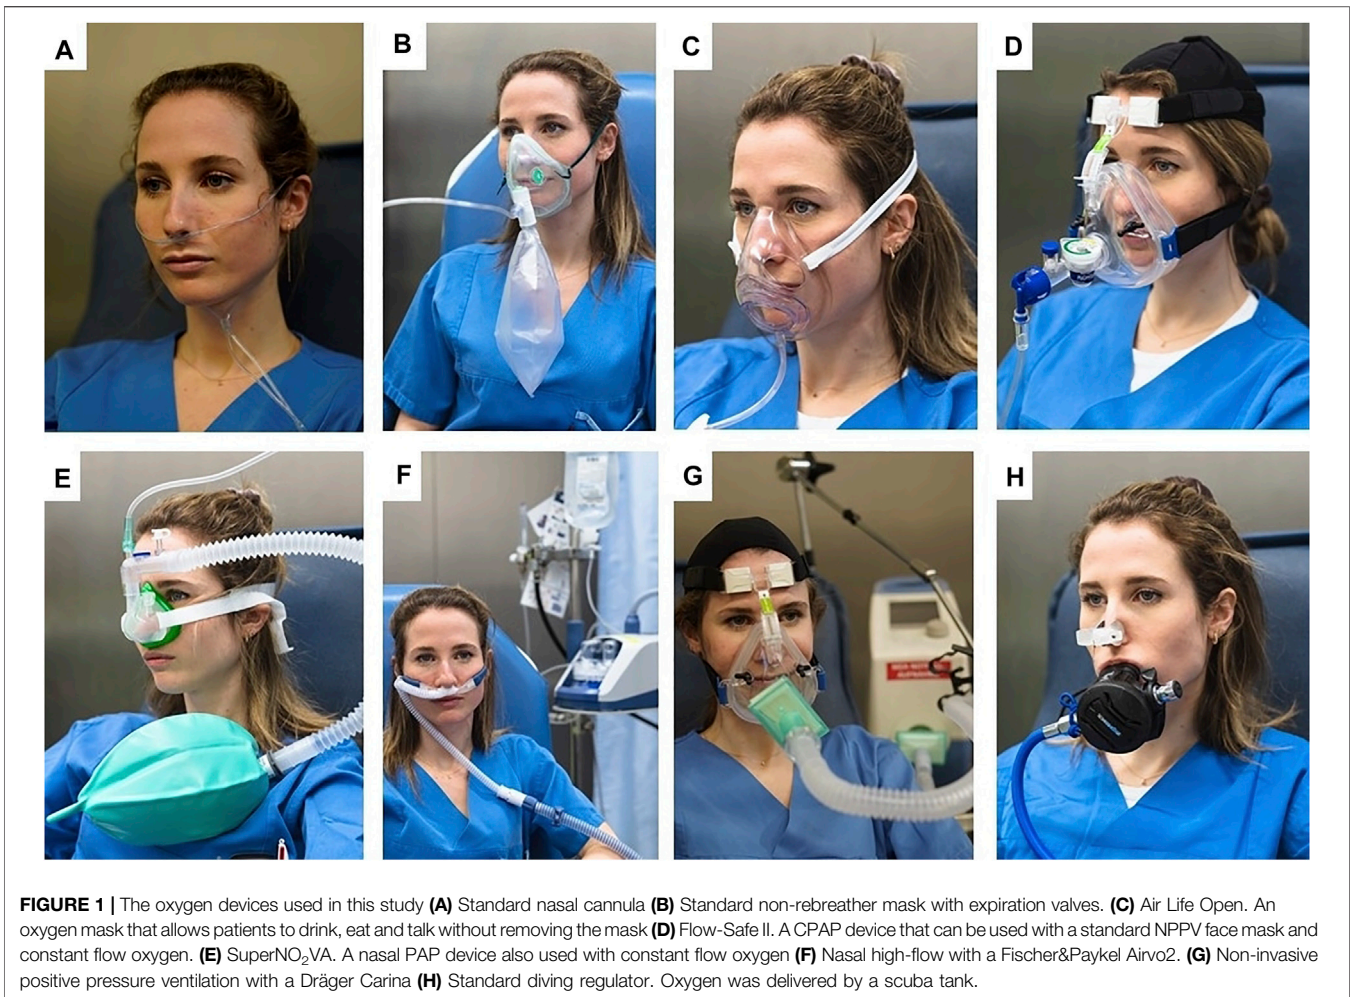 A
B
C
D
E
F
G
H
FIGURE 1 | The oxygen devices used in this study (A) Standard nasal cannula (B) Standard non-rebreather mask with expiration valves. (C) Air Life Open. An
oxygen mask that allows patients to drink, eat and talk without removing the mask (D) Flow-Safe II. A CPAP device that can be used with a standard NPPV face mask and
constant flow oxygen. (E) SuperNO₂VA. A nasal PAP device also used with constant flow oxygen (F) Nasal high-flow with a Fischer&Paykel Airvo2. (G) Non-invasive
positive pressure ventilation with a Dräger Carina (H) Standard diving regulator. Oxygen was delivered by a scuba tank.